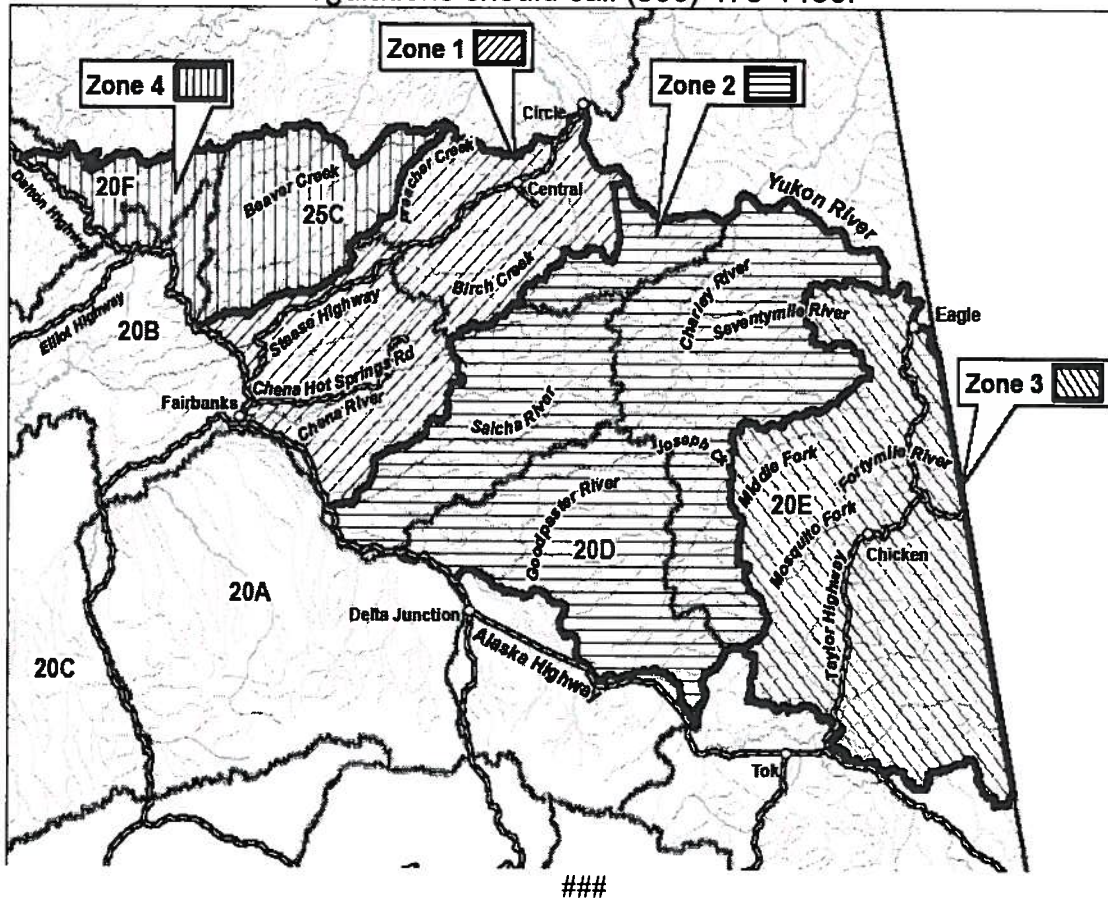 Zone 1
Zone 4
Zone 2
Circle
20F
Beaver Creek
Preacher Creek
Central
25C
Dalton Highway
Yukon River
Birch Creek
Charley River
Elliot Highway
20B
Steese Highway
Seventymile River
Eagle
Chena Hot Springs Rd
Zone 3
Fairbanks
Chena River
Salcha River
Joseph Ck
Middle Fork
Fortymile River
Goodpaster River
20E
Mosquito Fork
20D
Chicken
20A
Delta Junction
Taylor Highway
Alaska Highway
20C
Tok
###